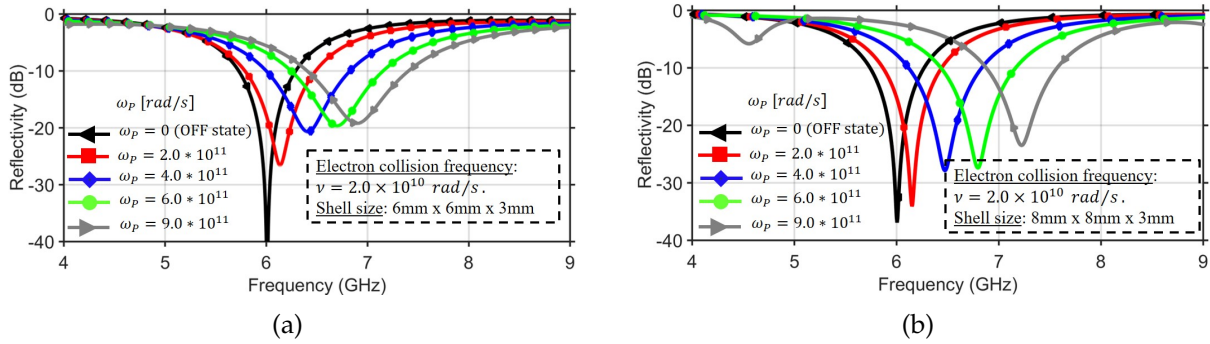 0
-10
-20
-30
-40
Reflectivity (dB)
ω_P [rad/s]
ω_P = 0 (OFF state)
ω_P = 2.0 * 10^11
ω_P = 4.0 * 10^11
ω_P = 6.0 * 10^11
ω_P = 9.0 * 10^11
Electron collision frequency:
ν = 2.0 × 10^10 rad/s.
Shell size: 6mm x 6mm x 3mm
4 5 6 7 8 9
Frequency (GHz)
(a)
0
-10
-20
-30
-40
Reflectivity (dB)
ω_P [rad/s]
ω_P = 0 (OFF state)
ω_P = 2.0 * 10^11
ω_P = 4.0 * 10^11
ω_P = 6.0 * 10^11
ω_P = 9.0 * 10^11
Electron collision frequency:
ν = 2.0 × 10^10 rad/s.
Shell size: 8mm x 8mm x 3mm
4 5 6 7 8 9
Frequency (GHz)
(b)